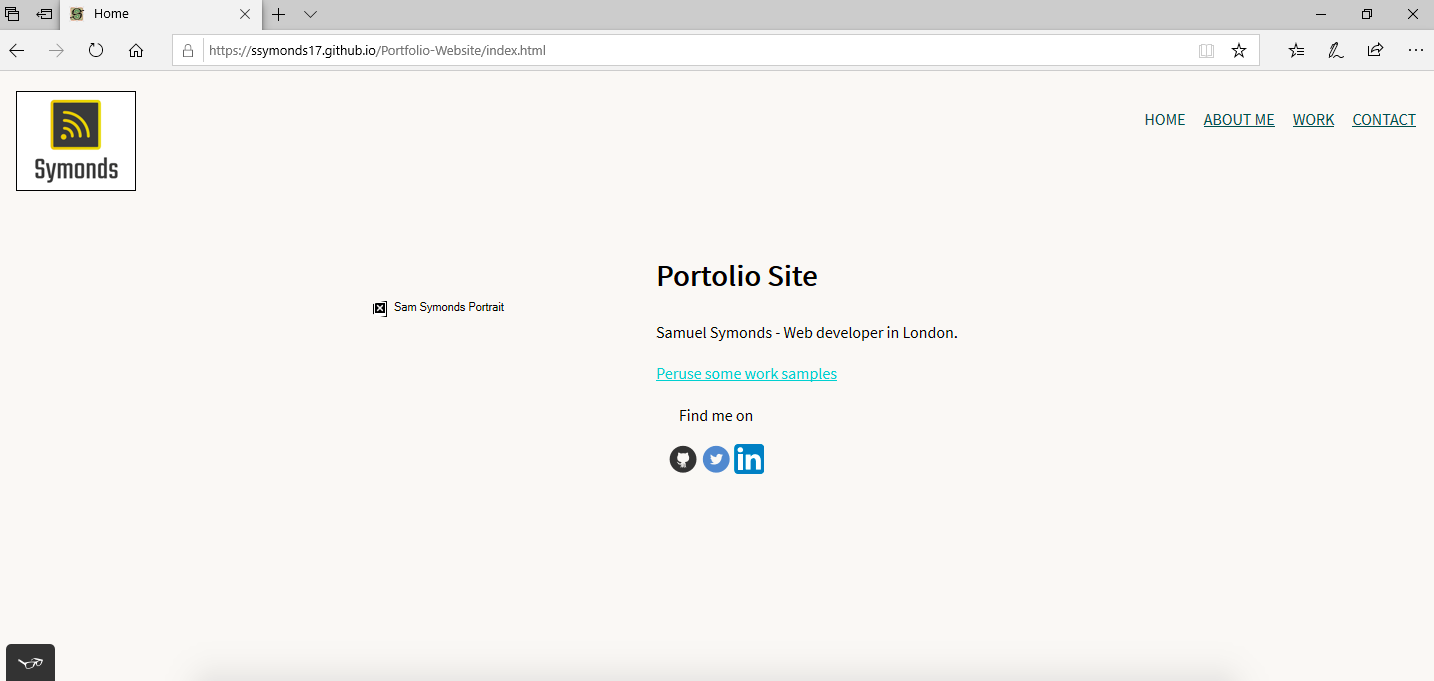 Home
https://ssymonds17.github.io/Portfolio-Website/index.html
Symonds
HOME ABOUT ME WORK CONTACT
Portolio Site
Sam Symonds Portrait
Samuel Symonds - Web developer in London.
Peruse some work samples
Find me on
in